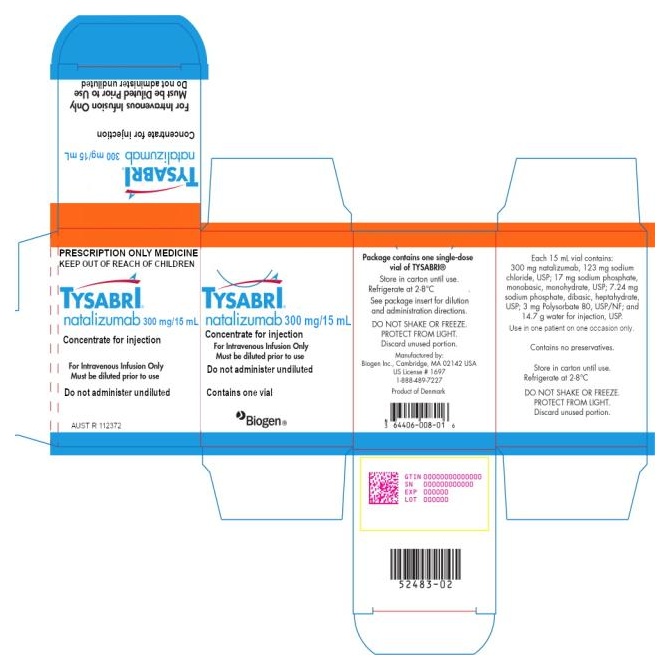 Do not administer undiluted
Must be Diluted Prior to Use
For Intravenous Infusion Only
Concentrate for injection
natalizumab 300 mg/15 mL
TYSABRI
PRESCRIPTION ONLY MEDICINE
KEEP OUT OF REACH OF CHILDREN
TYSABRI
natalizumab 300 mg/15 mL
Concentrate for injection
For Intravenous Infusion Only
Must be diluted prior to use
Do not administer undiluted
AUST R 112372
TYSABRI
natalizumab 300 mg/15 mL
Concentrate for injection
For Intravenous Infusion Only
Must be diluted prior to use
Do not administer undiluted
Contains one vial
Biogen®
Package contains one single-dose
vial of TYSABRI®
Store in carton until use.
Refrigerate at 2-8°C
See package insert for dilution
and administration directions.
DO NOT SHAKE OR FREEZE.
PROTECT FROM LIGHT.
Discard unused portion.
Manufactured by:
Biogen Inc., Cambridge, MA 02142 USA
US License # 1697
1-888-489-7227
Product of Denmark
3 64406-008-01 6
Each 15 mL vial contains:
300 mg natalizumab, 123 mg sodium
chloride, USP; 17 mg sodium phosphate,
monobasic, monohydrate, USP; 7.24 mg
sodium phosphate, dibasic, heptahydrate,
USP; 3 mg Polysorbate 80, USP/NF; and
14.7 g water for injection, USP.
Use in one patient on one occasion only.
Contains no preservatives.
Store in carton until use.
Refrigerate at 2-8°C
DO NOT SHAKE OR FREEZE.
PROTECT FROM LIGHT.
Discard unused portion.
GTIN 00000000000000
SN 000000000000
EXP 000000
LOT 000000
52483-02